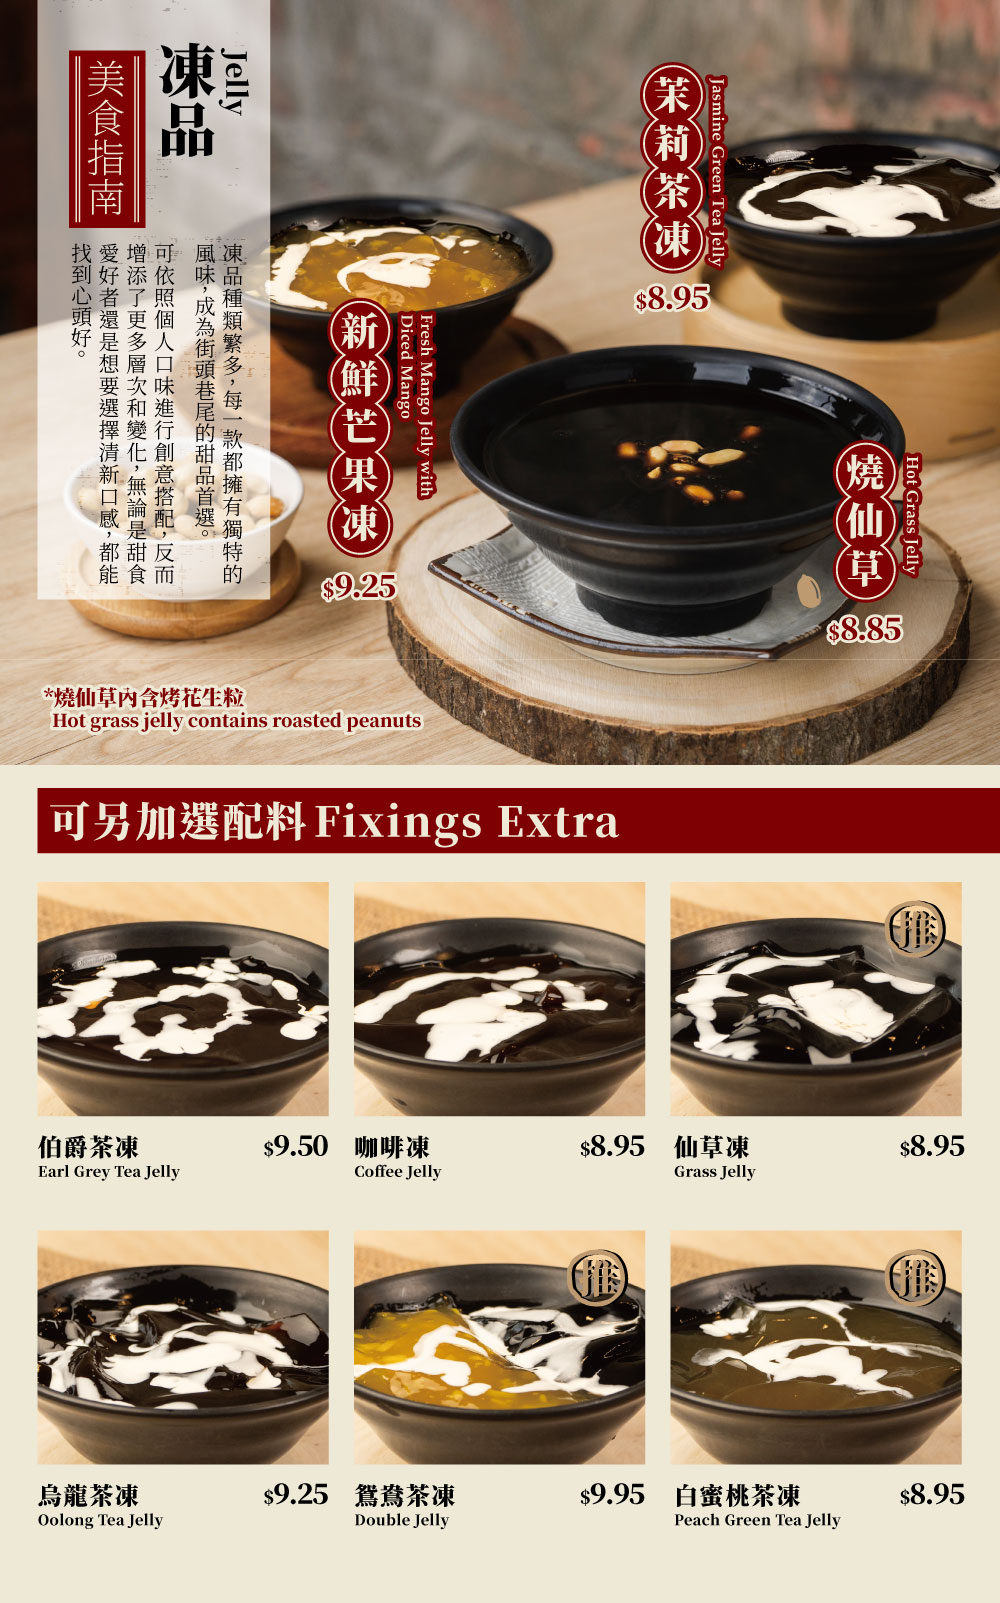 Jelly
凍品
美食指南
凍品種類繁多，每一款都擁有獨特的
風味，成為街頭巷尾的甜品首選。
可依照個人口味進行創意搭配，反而
增添了更多層次和變化，無論是甜食
愛好者還是想要選擇清新口感，都能
找到心頭好。
茉莉茶凍
Jasmine Green Tea Jelly
$8.95
新鮮芒果凍
Fresh Mango Jelly with
Diced Mango
$9.25
燒仙草
Hot Grass Jelly
$8.85
*燒仙草內含烤花生粒
Hot grass jelly contains roasted peanuts
可另加選配料 Fixings Extra
推
伯爵茶凍 $9.50
Earl Grey Tea Jelly
咖啡凍 $8.95
Coffee Jelly
仙草凍 $8.95
Grass Jelly
推
推
烏龍茶凍 $9.25
Oolong Tea Jelly
鴛鴦茶凍 $9.95
Double Jelly
白蜜桃茶凍 $8.95
Peach Green Tea Jelly